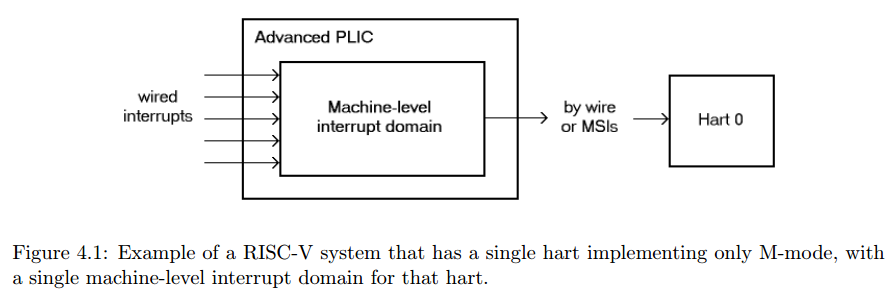 Advanced PLIC
wired
interrupts
Machine-level
interrupt domain
by wire
or MSIs
Hart 0
Figure 4.1: Example of a RISC-V system that has a single hart implementing only M-mode, with
a single machine-level interrupt domain for that hart.